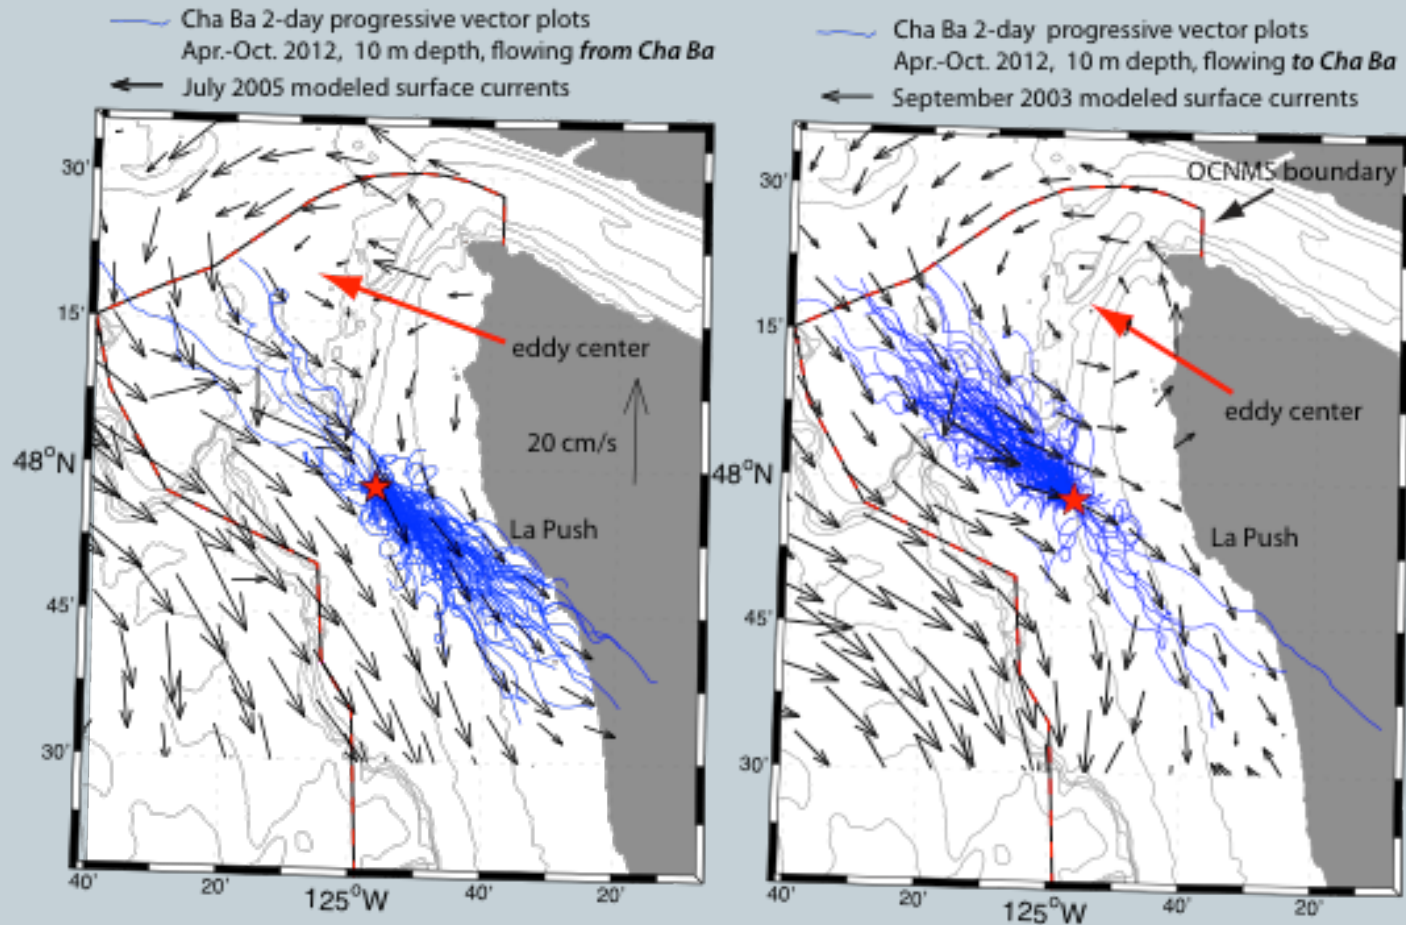 Cha Ba 2-day progressive vector plots
Apr.-Oct. 2012, 10 m depth, flowing from Cha Ba
July 2005 modeled surface currents
30'
15'
eddy center
20 cm/s
48°N
La Push
45'
30'
40'
20'
125°W
40'
20'
Cha Ba 2-day progressive vector plots
Apr.-Oct. 2012, 10 m depth, flowing to Cha Ba
September 2003 modeled surface currents
30'
OCNMS boundary
15'
eddy center
48°N
La Push
45'
30'
40'
20'
125°W
40'
20'